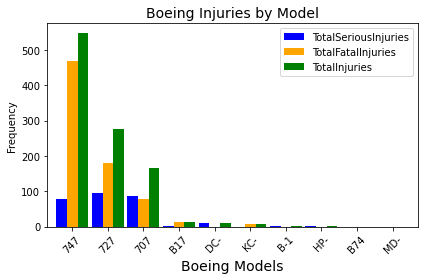 Boeing Injuries by Model
TotalSeriousInjuries
TotalFatalInjuries
TotalInjuries
Frequency
500
400
300
200
100
0
747 727 707 B17 DC- KC- B-1 HP- B74 MD-
Boeing Models